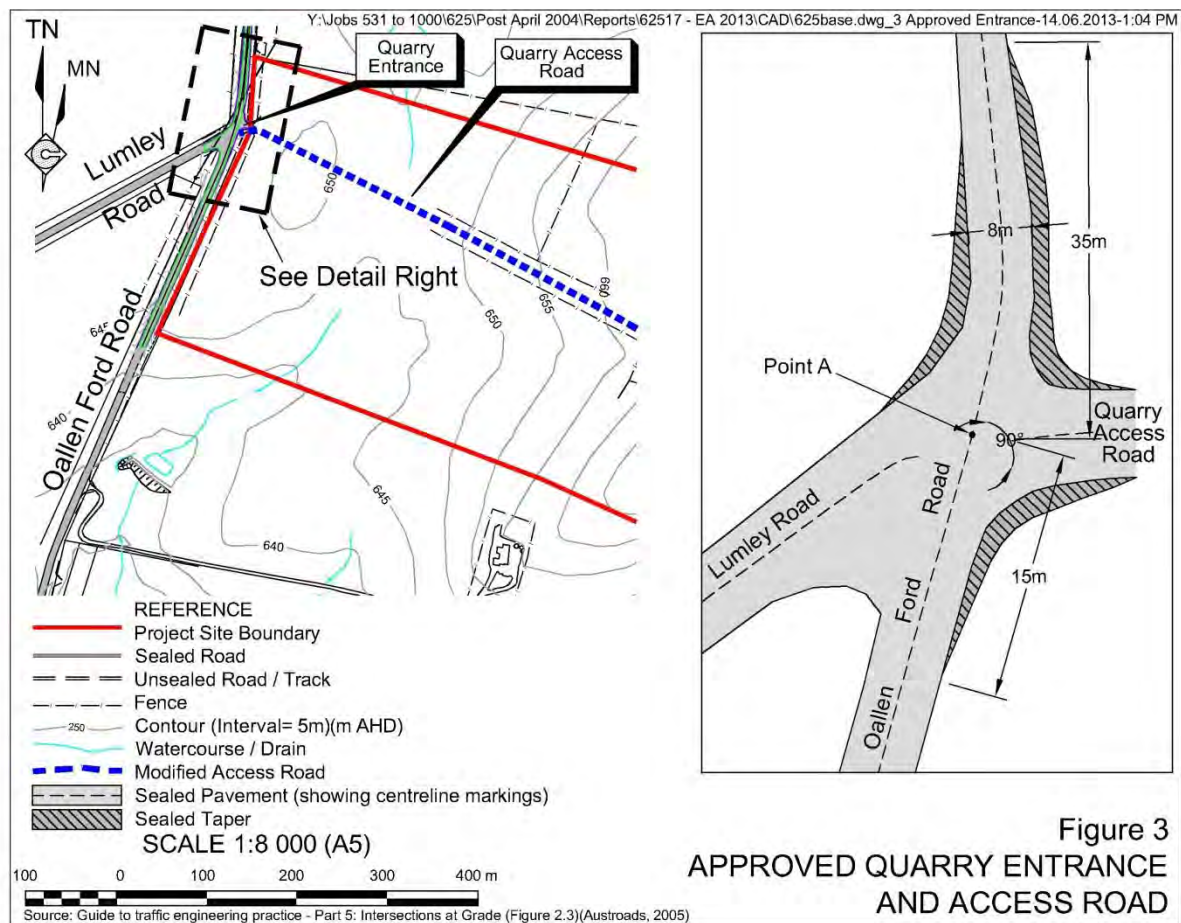 Y:\Jobs 531 to 1000\625\Post April 2004\Reports\62517 - EA 2013\CAD\625base.dwg_3 Approved Entrance-14.06.2013-1:04 PM
TN
MN
Quarry
Entrance
Quarry Access
Road
Lumley
Road
650
See Detail Right
Oallen Ford Road
645
640
650
655
660
645
640
REFERENCE
Project Site Boundary
Sealed Road
Unsealed Road / Track
Fence
250
Contour (Interval= 5m)(m AHD)
Watercourse / Drain
Modified Access Road
Sealed Pavement (showing centreline markings)
Sealed Taper
SCALE 1:8 000 (A5)
100 0 100 200 300 400 m
Source: Guide to traffic engineering practice - Part 5: Intersections at Grade (Figure 2.3)(Austroads, 2005)
8m
35m
Point A
90°
Quarry
Access
Road
Lumley Road
Oallen Ford Road
15m
Figure 3
APPROVED QUARRY ENTRANCE
AND ACCESS ROAD